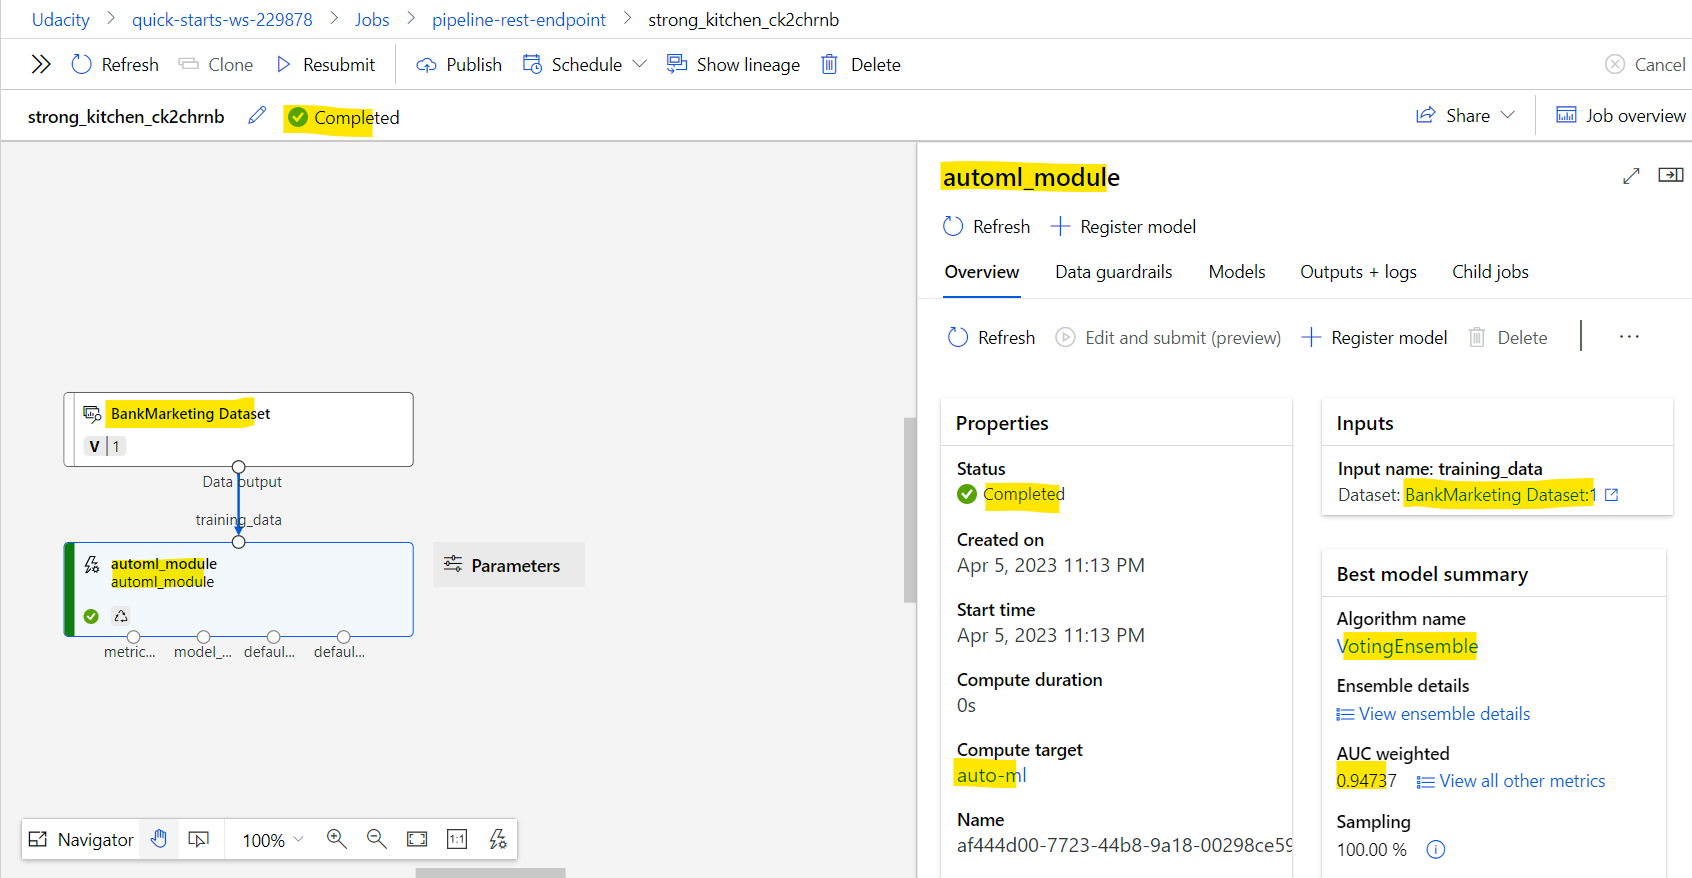 Udacity > quick-starts-ws-229878 > Jobs > pipeline-rest-endpoint > strong_kitchen_ck2chrnb
Refresh Clone Resubmit Publish Schedule Show lineage Delete Cancel
strong_kitchen_ck2chrnb Completed Share Job overview
BankMarketing Dataset
V 1
Data output
training_data
automl_module
automl_module
metric... model_... defaul... defaul...
Parameters
Navigator 100% 1:1
automl_module
Refresh Register model
Overview Data guardrails Models Outputs + logs Child jobs
Refresh Edit and submit (preview) Register model Delete ...
Properties
Status
Completed
Created on
Apr 5, 2023 11:13 PM
Start time
Apr 5, 2023 11:13 PM
Compute duration
0s
Compute target
auto-ml
Name
af444d00-7723-44b8-9a18-00298ce59
Inputs
Input name: training_data
Dataset: BankMarketing Dataset:1
Best model summary
Algorithm name
VotingEnsemble
Ensemble details
View ensemble details
AUC weighted
0.94737 View all other metrics
Sampling
100.00 %